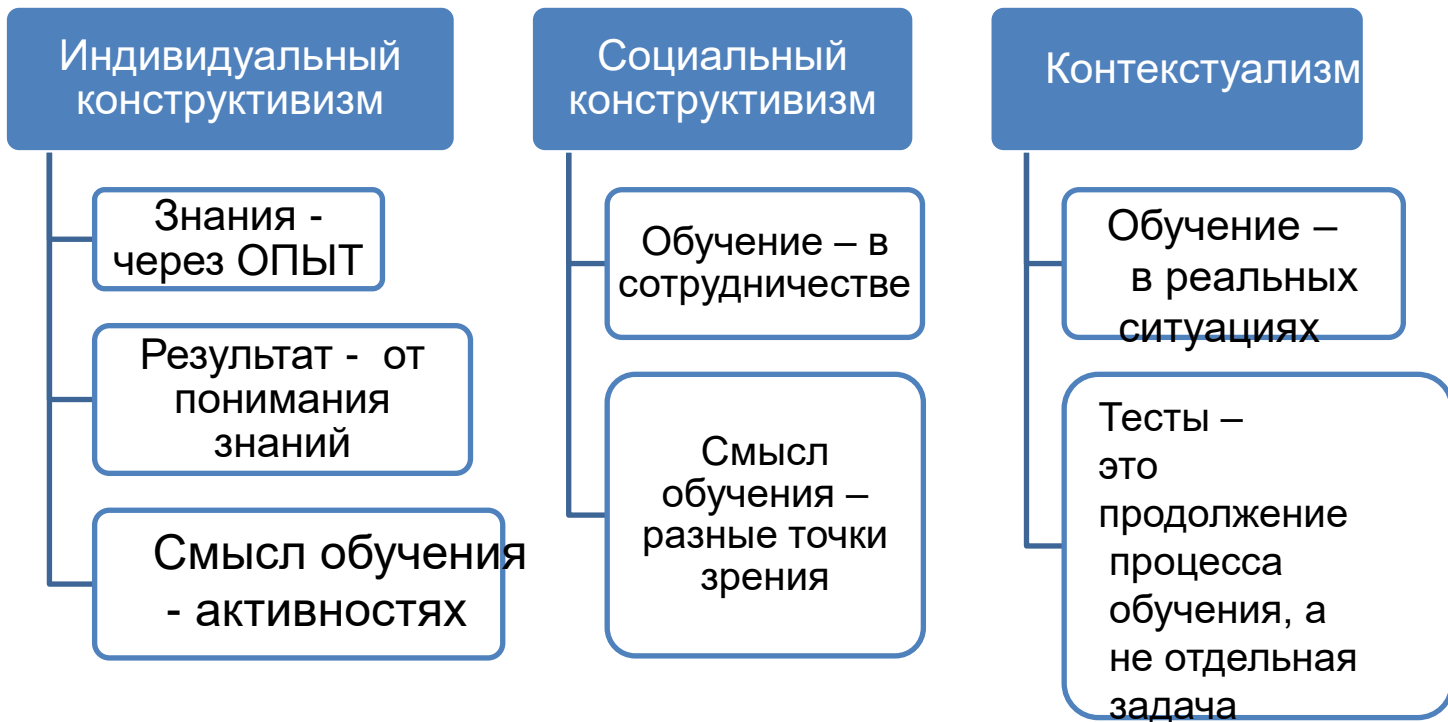 Индивидуальный
конструктивизм
Знания -
через ОПЫТ
Результат - от
понимания
знаний
Смысл обучения
- активностях
Социальный
конструктивизм
Обучение – в
сотрудничестве
Смысл
обучения –
разные точки
зрения
Контекстуализм
Обучение –
в реальных
ситуациях
Тесты –
это
продолжение
процесса
обучения, а
не отдельная
задача